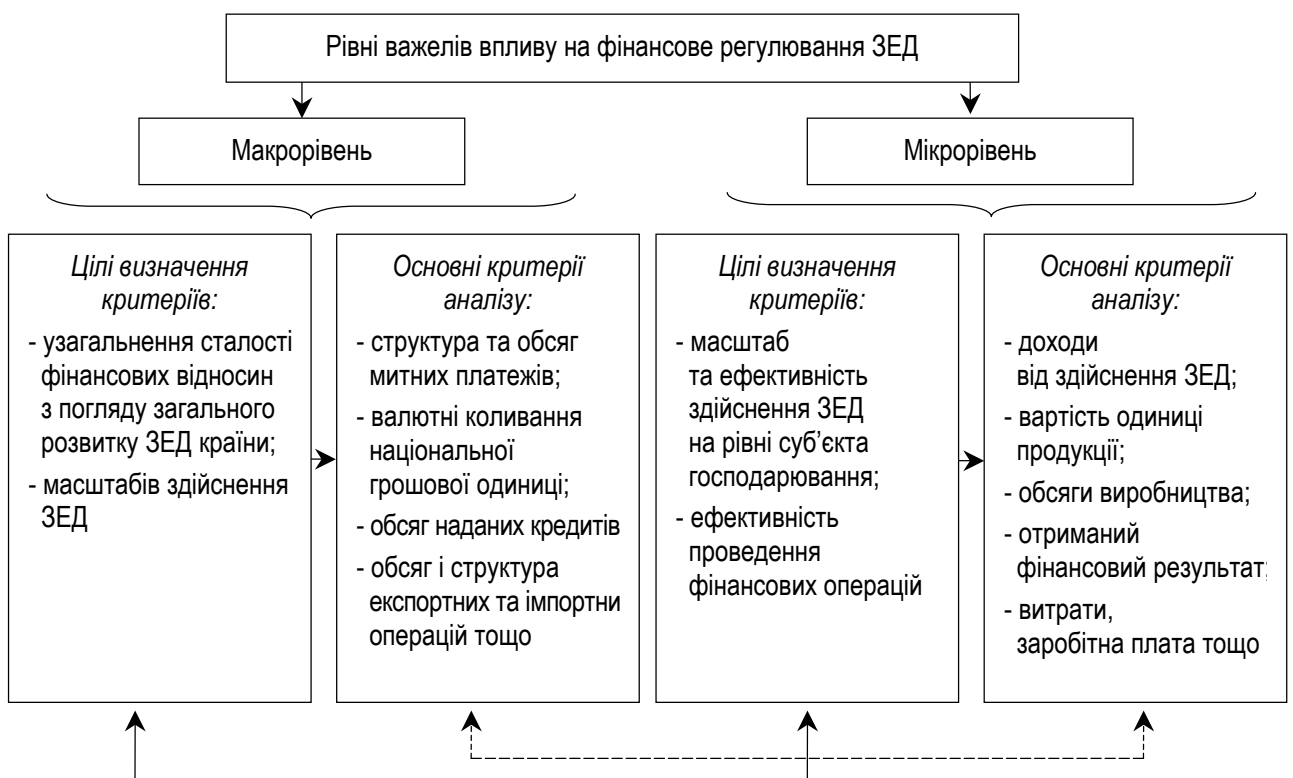 Рівні важелів впливу на фінансове регулювання ЗЕД
Макрорівень
Мікрорівень
Цілі визначення
критеріїв:
- узагальнення сталості
фінансових відносин
з погляду загального
розвитку ЗЕД країни;
- масштабів здійснення
ЗЕД
Основні критерії
аналізу:
- структура та обсяг
митних платежів;
- валютні коливання
національної
грошової одиниці;
- обсяг наданих кредитів
- обсяг і структура
експортних та імпортни
операцій тощо
Цілі визначення
критеріїв:
- масштаб
та ефективність
здійснення ЗЕД
на рівні суб’єкта
господарювання;
- ефективність
проведення
фінансових операцій
Основні критерії
аналізу:
- доходи
від здійснення ЗЕД;
- вартість одиниці
продукції;
- обсяги виробництва;
- отриманий
фінансовий результат;
- витрати,
заробітна плата тощо